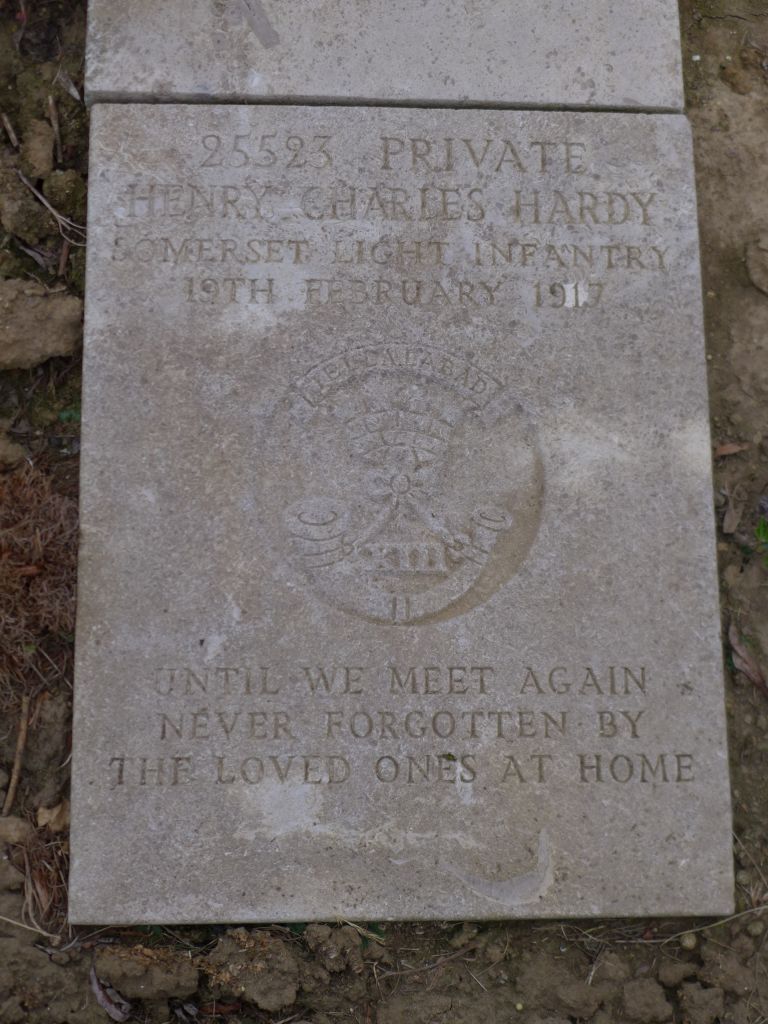 25523 PRIVATE
HENRY CHARLES HARDY
SOMERSET LIGHT INFANTRY
19TH FEBRUARY 1917
JELLALABAD
XIII
UNTIL WE MEET AGAIN
NEVER FORGOTTEN BY
THE LOVED ONES AT HOME